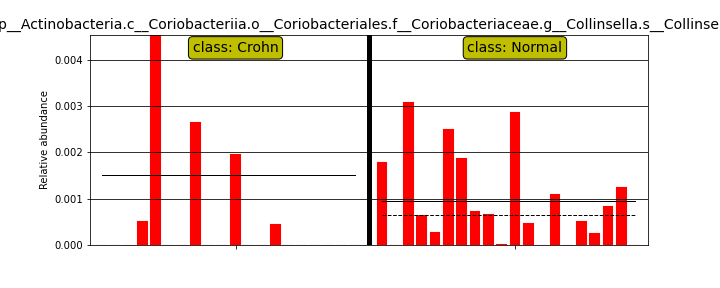 p__Actinobacteria.c__Coriobacteriia.o__Coriobacteriales.f__Coriobacteriaceae.g__Collinsella.s__Collinse
class: Crohn
class: Normal
0.004
0.003
0.002
0.001
0.000
Relative abundance